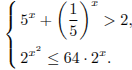 5^x + (1/5)^x > 2,
2^{x^2} ≤ 64 · 2^x.